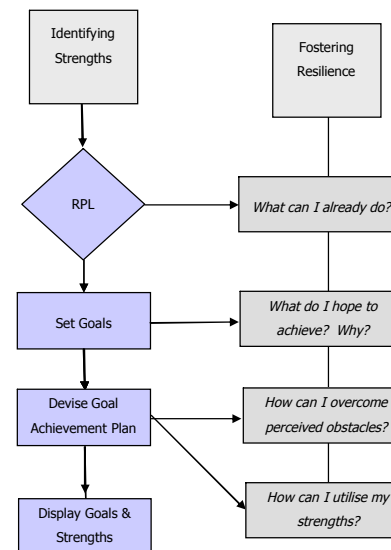 Identifying
Strengths
Fostering
Resilience
RPL
What can I already do?
Set Goals
What do I hope to
achieve?  Why?
Devise Goal
Achievement Plan
How can I overcome
perceived obstacles?
How can I utilise my
strengths?
Display Goals &
Strengths